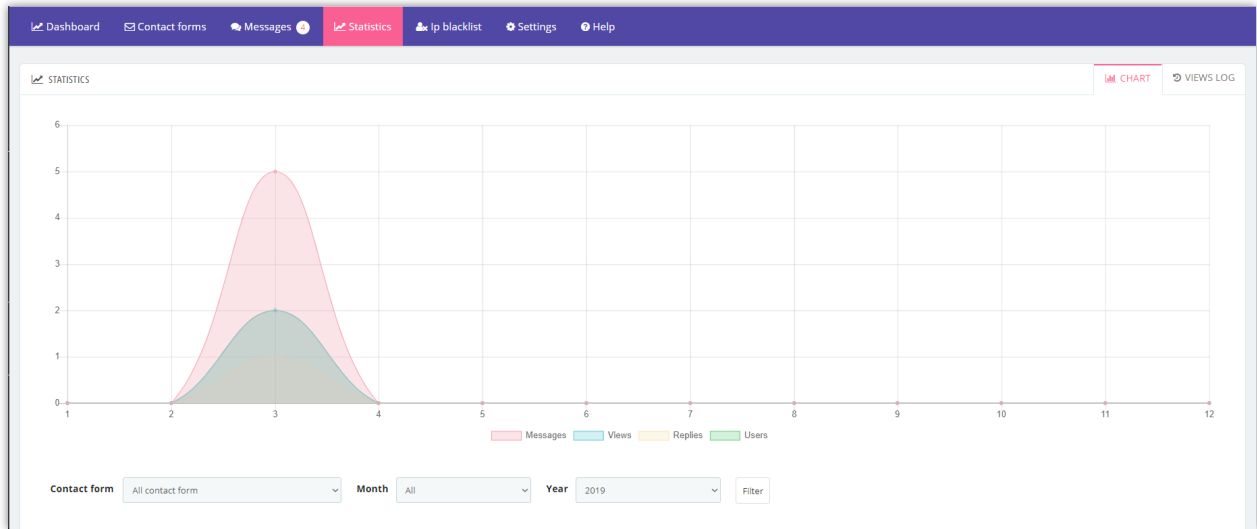 Dashboard Contact forms Messages 4 Statistics Ip blacklist Settings Help
STATISTICS CHART VIEWS LOG
6
5
4
3
2
1
0
1 2 3 4 5 6 7 8 9 10 11 12
Messages Views Replies Users
Contact form All contact form Month All Year 2019 Filter